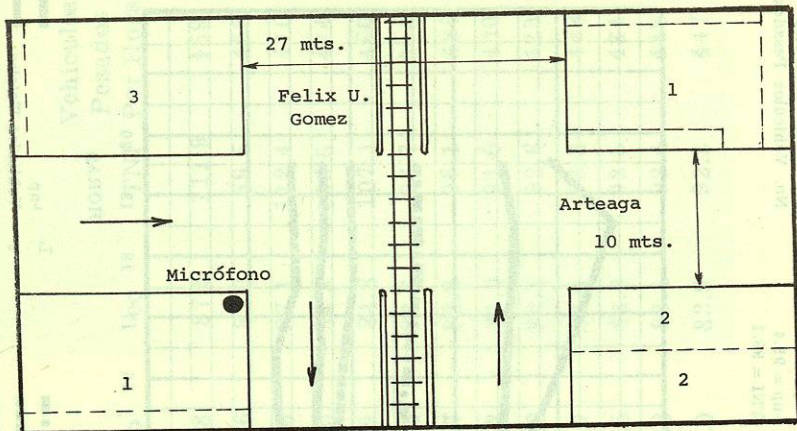 27 mts.
3
Felix U.
Gomez
1
Arteaga
10 mts.
Micrófono
2
1
2